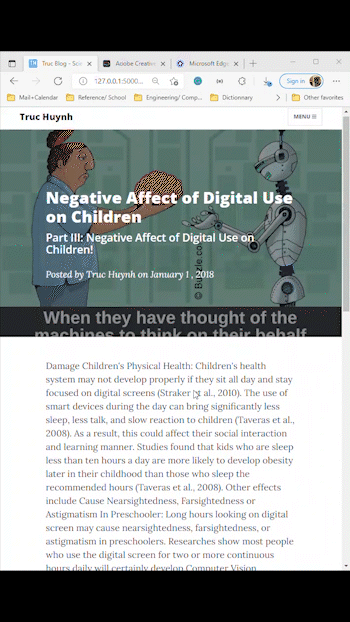 Truc Blog - Scie
Adobe Creative
Microsoft Edge
127.0.0.1:5000...
Sign in
Mail+Calendar
Reference/ School
Engineering/ Comp...
Dictionnary
Other favorites
Truc Huynh
MENU
Negative Affect of Digital Use
on Children
Part III: Negative Affect of Digital Use on
Children!
Posted by Truc Huynh on January 1, 2018
When they have thought of the
machines to think on their behalf
Damage Children's Physical Health: Children's health
system may not develop properly if they sit all day and stay
focused on digital screens (Straker et al., 2010). The use of
smart devices during the day can bring significantly less
sleep, less talk, and slow reaction to children (Taveras et al.,
2008). As a result, this could affect their social interaction
and learning manner. Studies found that kids who are sleep
less than ten hours a day are more likely to develop obesity
later in their childhood than those who sleep the
recommended hours (Taveras et al., 2008). Other effects
include Cause Nearsightedness, Farsightedness or
Astigmatism In Preschooler: Long hours looking on digital
screen may cause nearsightedness, farsightedness, or
astigmatism in preschoolers. Researches show most people
who use the digital screen for two or more continuous
hours daily will certainly develop Computer Vision